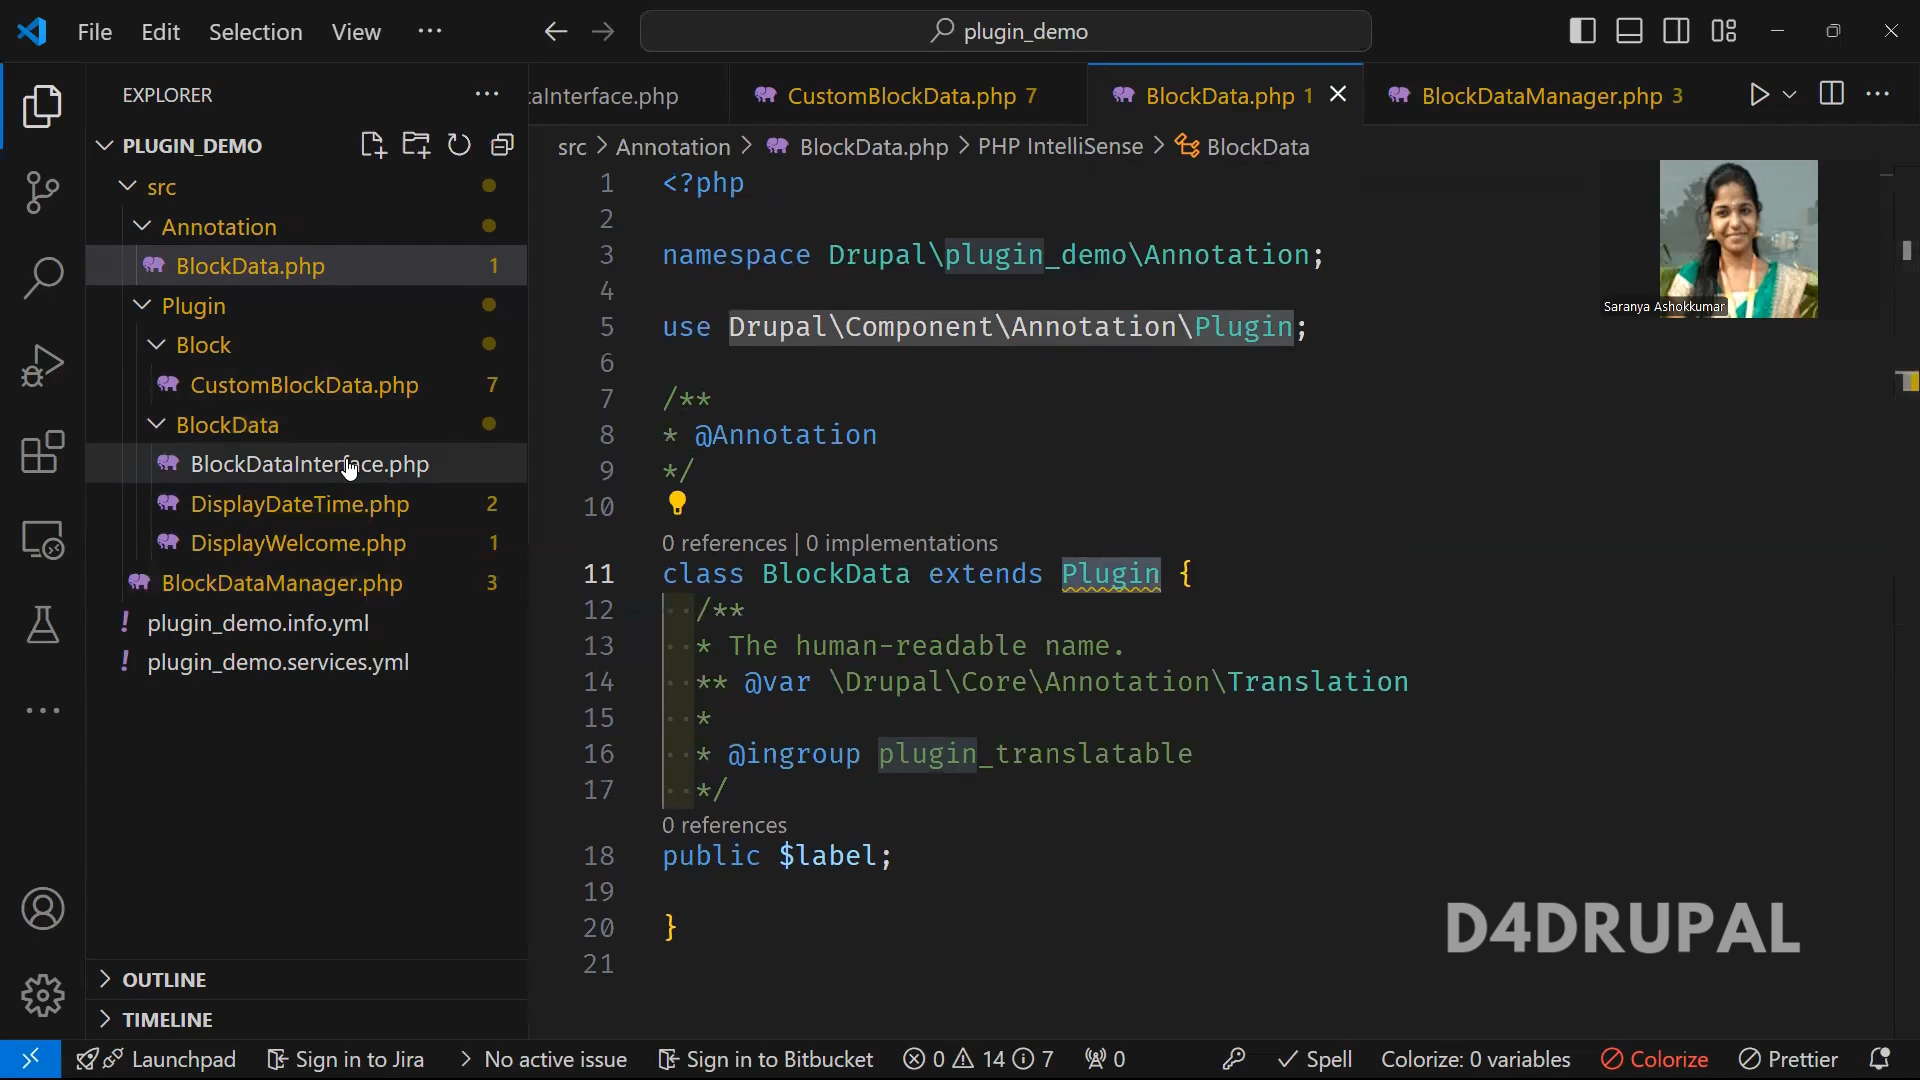 File Edit Selection View ···
plugin_demo
EXPLORER ···
PLUGIN_DEMO
src
Annotation
BlockData.php 1
Plugin
Block
CustomBlockData.php 7
BlockData
BlockDataInterface.php
DisplayDateTime.php 2
DisplayWelcome.php 1
BlockDataManager.php 3
! plugin_demo.info.yml
! plugin_demo.services.yml
OUTLINE
TIMELINE
taInterface.php CustomBlockData.php 7 BlockData.php 1 BlockDataManager.php 3
src > Annotation > BlockData.php > PHP IntelliSense > BlockData
1 <?php
2
3 namespace Drupal\plugin_demo\Annotation;
4
5 use Drupal\Component\Annotation\Plugin;
6
7 /**
8 * @Annotation
9 */
10
0 references | 0 implementations
11 class BlockData extends Plugin {
12 /**
13 * The human-readable name.
14 ** @var \Drupal\Core\Annotation\Translation
15 *
16 * @ingroup plugin_translatable
17 */
0 references
18 public $label;
19
20 }
21
Saranya Ashokkumar
D4DRUPAL
Launchpad Sign in to Jira > No active issue Sign in to Bitbucket 0 14 7 0 Spell Colorize: 0 variables Colorize Prettier